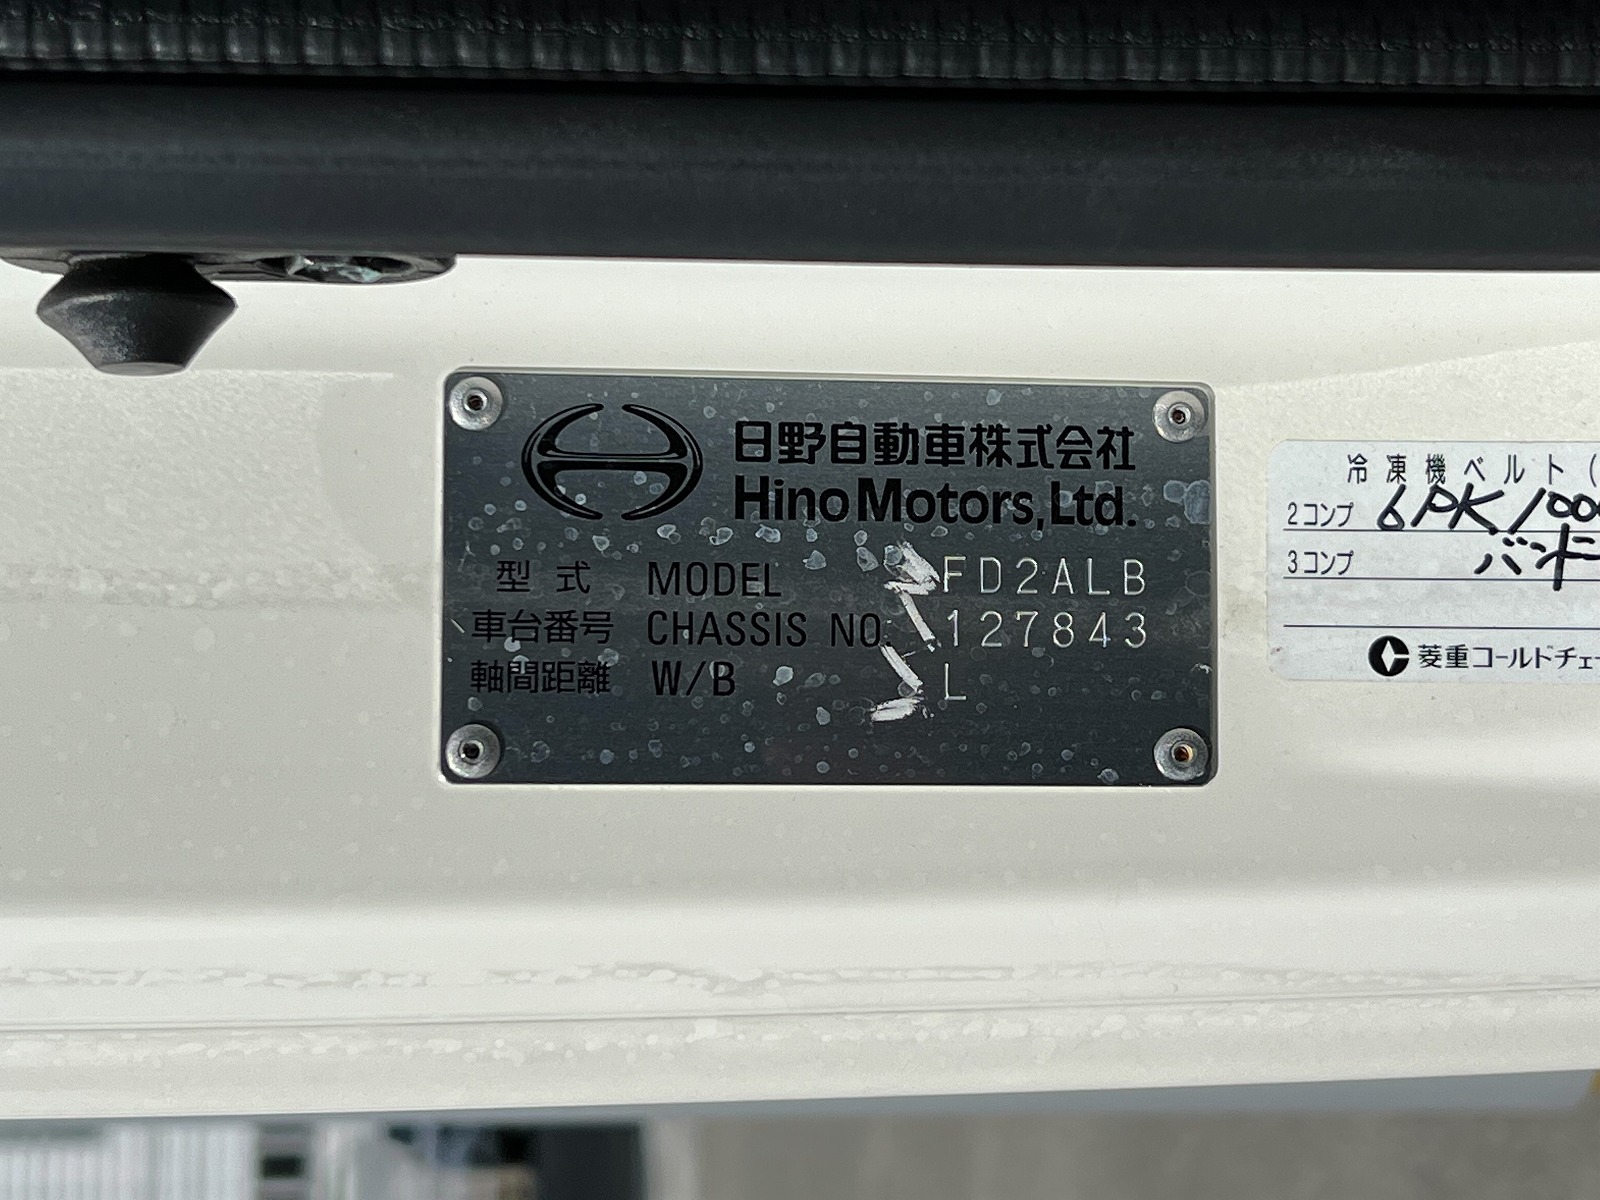 日野自動車株式会社
Hino Motors,Ltd.
型式 MODEL FD2ALB
車台番号 CHASSIS NO. 127843
軸間距離 W/B L
冷凍機ベルト(
2コンプ 6PK/000
3コンプ
菱重コールドチェー